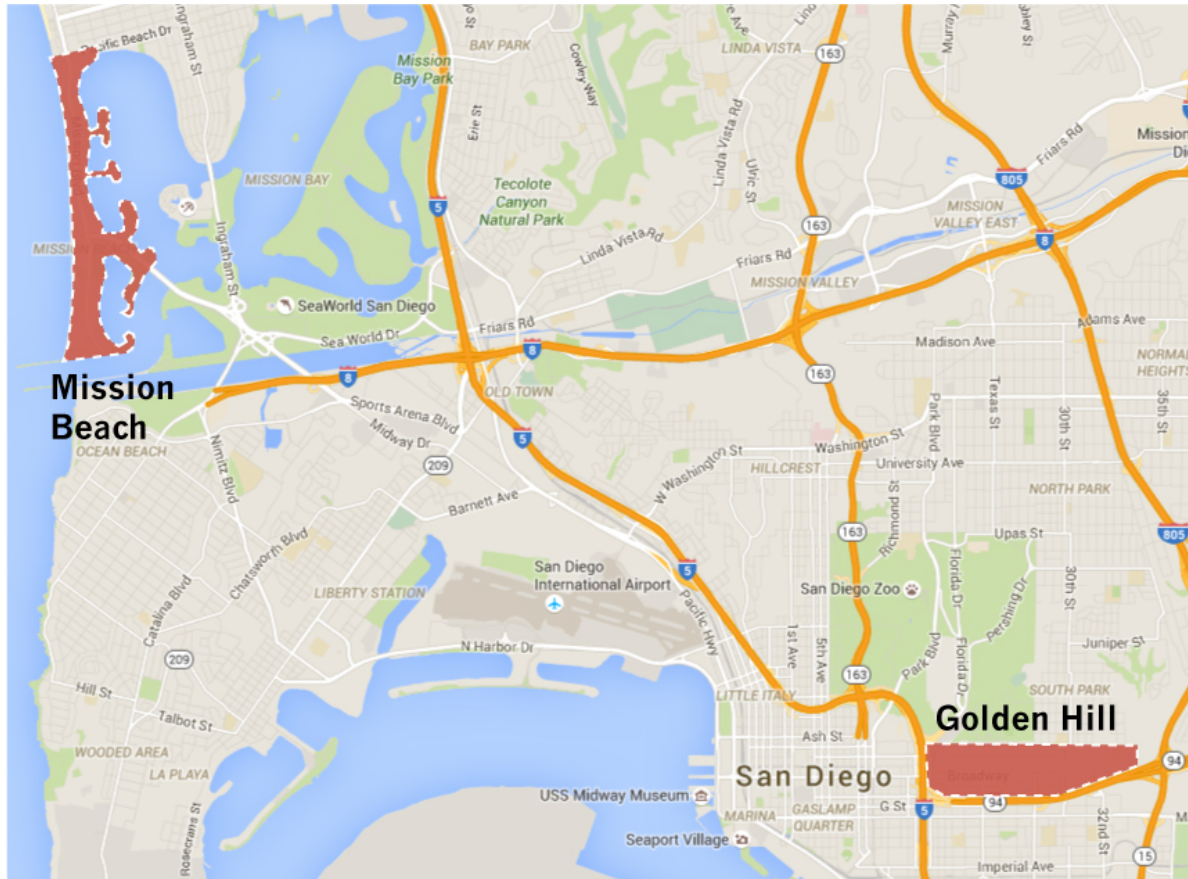 Pacific Beach Dr
Ingraham St
BAY PARK
Mission
Bay Park
Cowley Way
LINDA VISTA
163
Erie St
Linda Vista Rd
Ulric St
Friars Rd
805
MISSION BAY
Tecolote
Canyon
Natural Park
5
163
MISSION
VALLEY EAST
Ingraham St
Linda Vista Rd
Friars Rd
8
MISSION VALLEY
SeaWorld San Diego
Sea World Dr
Friars Rd
8
Adams Ave
Madison Ave
163
Mission
Beach
8
OLD TOWN
Texas St
30th St
35th St
Park Blvd
Sports Arena Blvd
Midway Dr
OCEAN BEACH
Nimitz Blvd
209
5
Washington St
W Washington St
HILLCREST
University Ave
NORTH PARK
Barnett Ave
Richmond St
163
Upas St
805
Chatsworth Blvd
Catalina Blvd
LIBERTY STATION
San Diego
International Airport
5
San Diego Zoo
Florida Dr
Pershing Dr
30th St
Pacific Hwy
1st Ave
5th Ave
Juniper St
209
N Harbor Dr
Park Blvd
Florida Dr
163
Hill St
Talbot St
LITTLE ITALY
SOUTH PARK
Golden Hill
Ash St
WOODED AREA
LA PLAYA
San Diego
Broadway
94
USS Midway Museum
G St
5
94
MARINA
GASLAMP
QUARTER
32nd St
Rosecrans St
Seaport Village
15
Imperial Ave